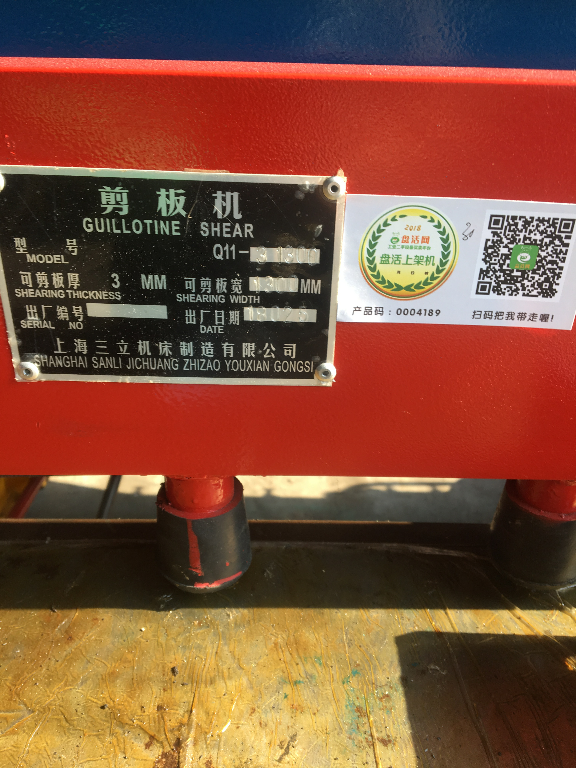 剪板机
GUILLOTINE SHEAR
型号
MODEL
Q11-
可剪板厚 3 MM 可剪板宽 MM
SHEARING THICKNESS SHEARING WIDTH
出厂编号 出厂日期
SERIAL NO DATE
上海三立机床制造有限公司
SHANGHAI SANLI JICHUANG ZHIZAO YOUXIAN GONGSI
2018
盘活网
盘活上架机
产品码：0004189
扫码把我带走喔!